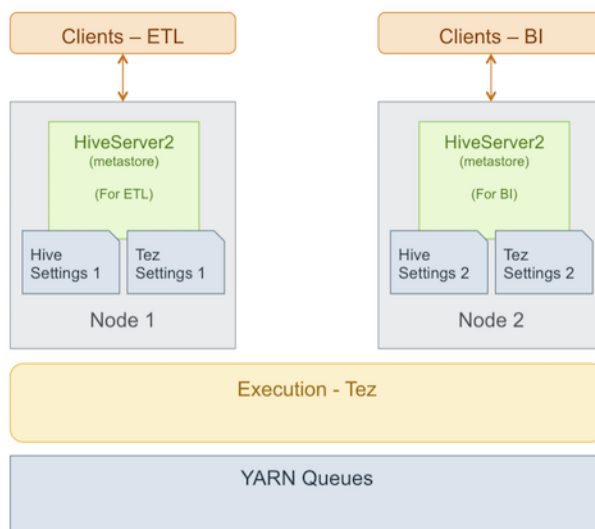 Clients – ETL
Clients – BI
HiveServer2
(metastore)
(For ETL)
Hive
Settings 1
Tez
Settings 1
Node 1
HiveServer2
(metastore)
(For BI)
Hive
Settings 2
Tez
Settings 2
Node 2
Execution - Tez
YARN Queues